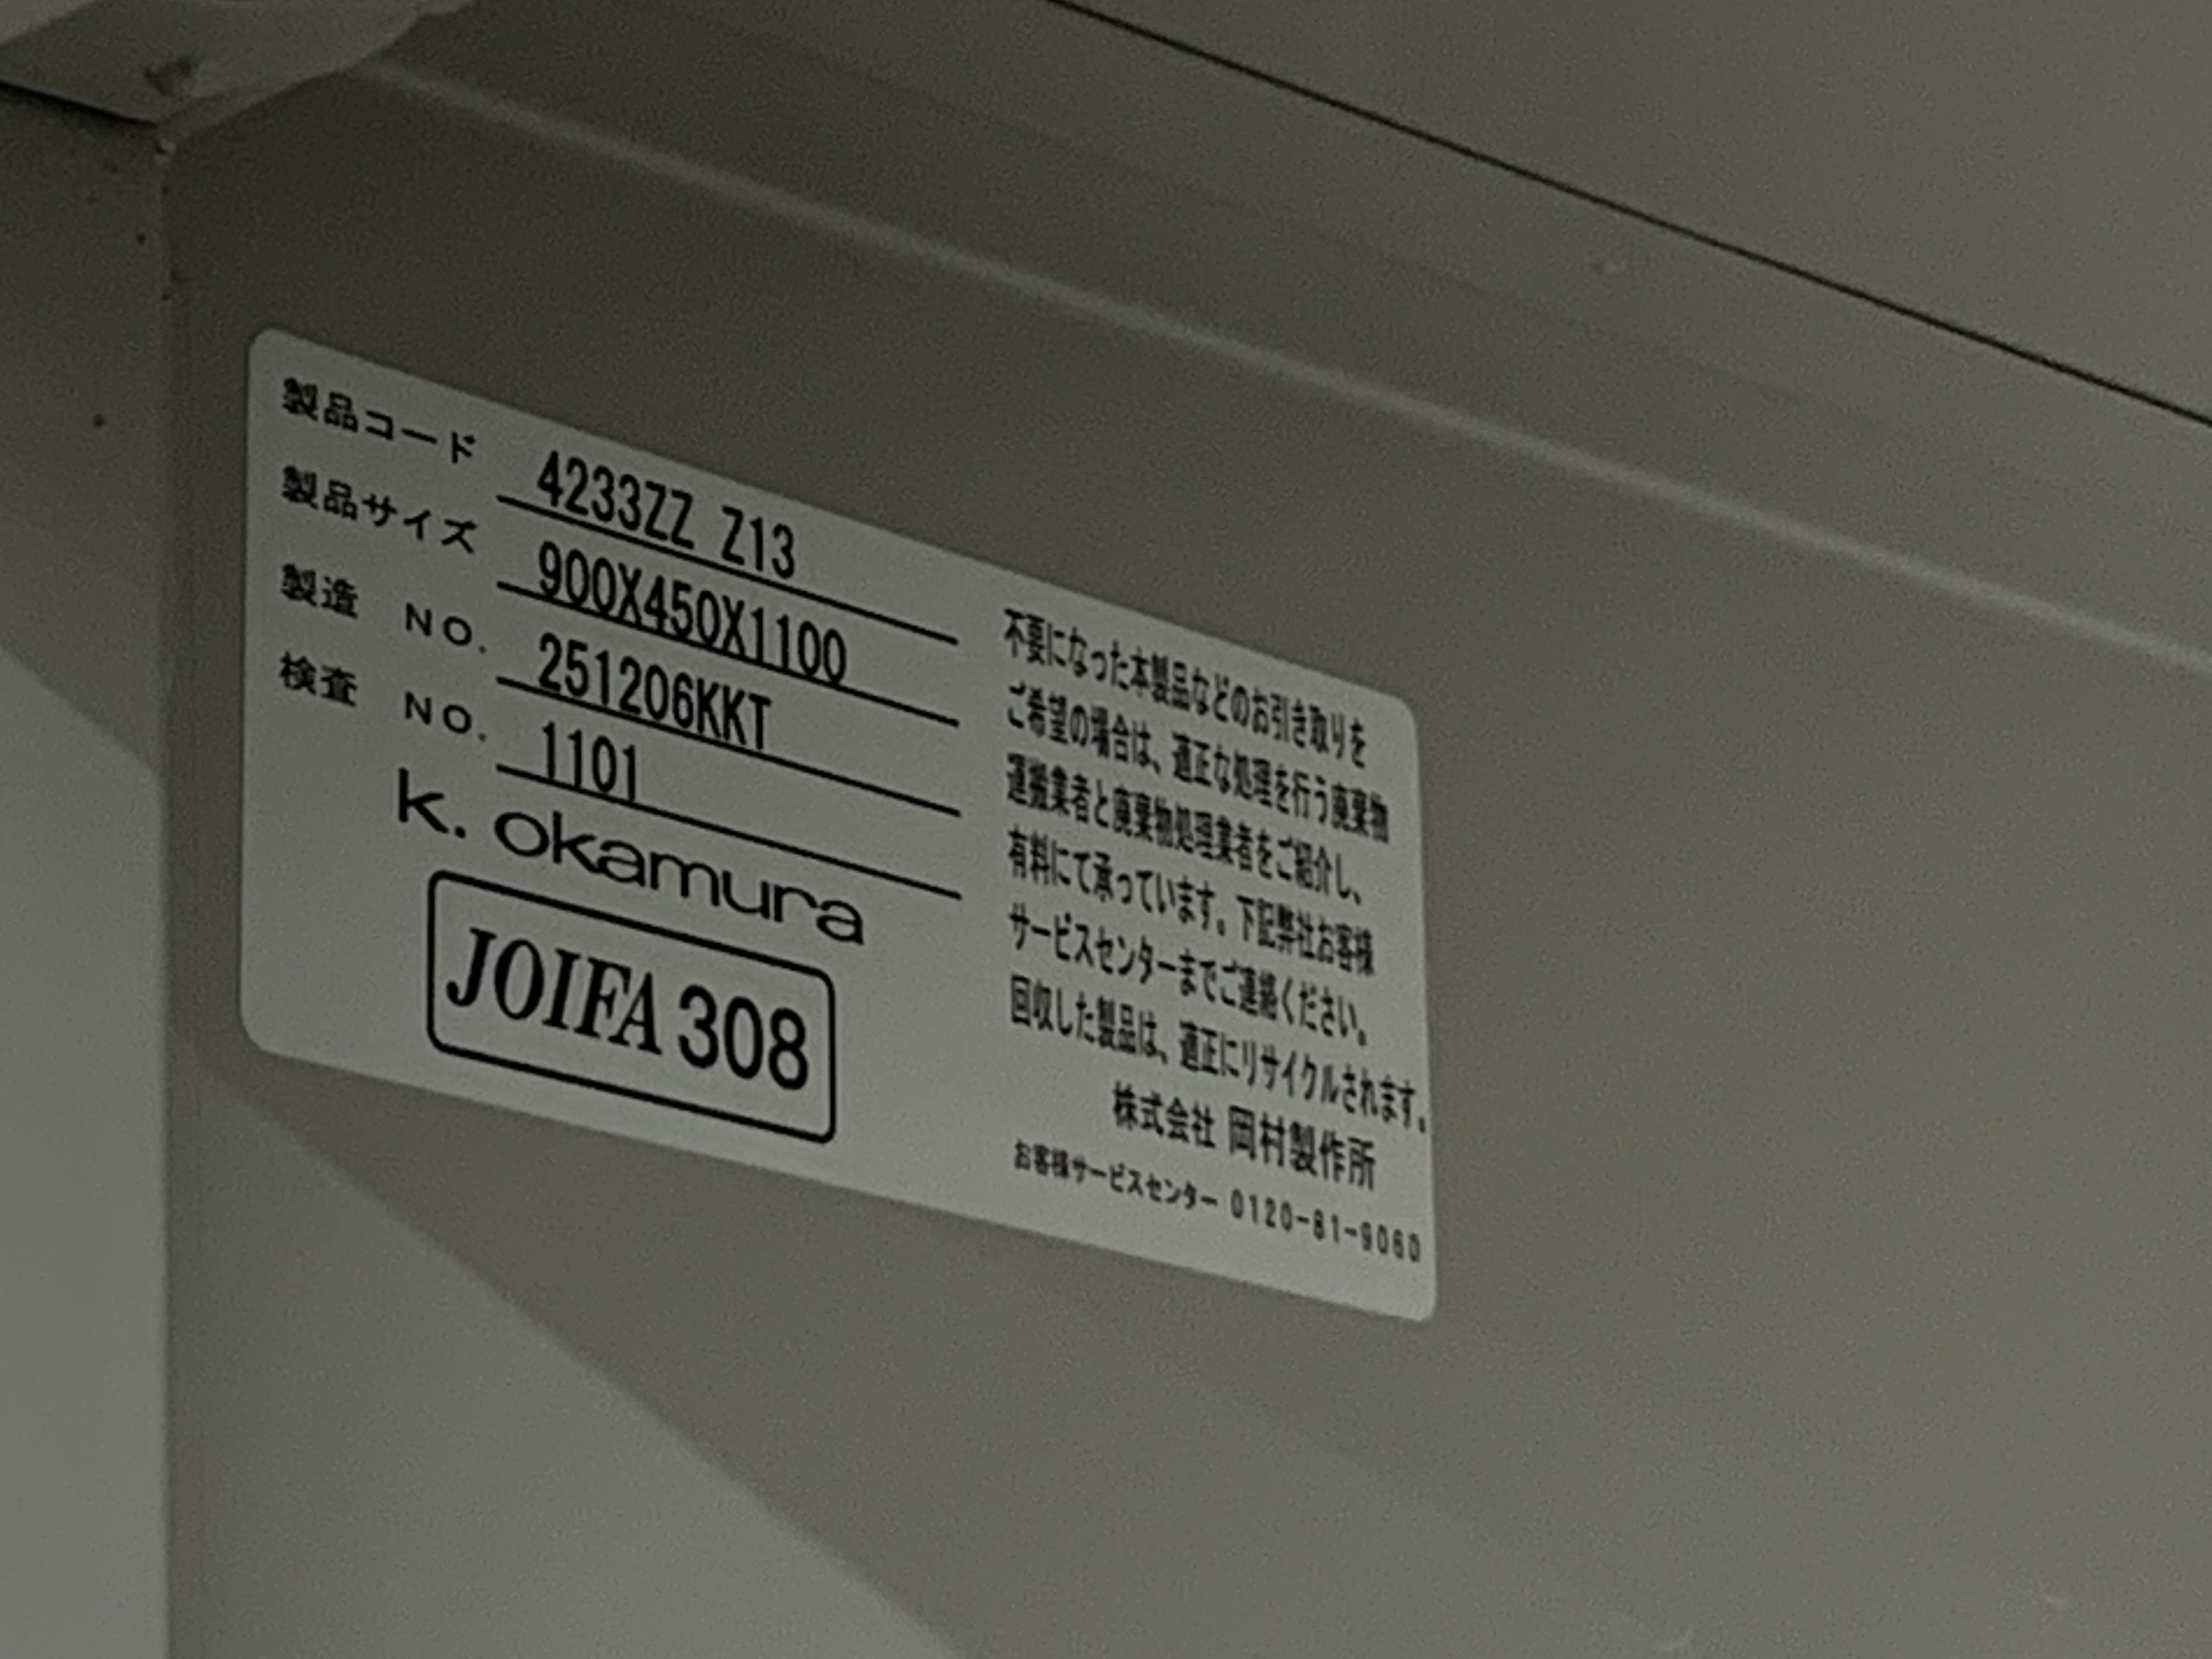 製品コード 4233ZZ Z13
製品サイズ 900X450X1100
製造 NO. 251206KKT
検査 NO. 1101
k. okamura
JOIFA 308
不要になった本製品などのお引き取りを
ご希望の場合は、適正な処理を行う廃棄物
運搬業者と廃棄物処理業者をご紹介し、
有料にて承っています。下記弊社お客様
サービスセンターまでご連絡ください。
回収した製品は、適正にリサイクルされます。
株式会社 岡村製作所
お客様サービスセンター 0120-81-9060